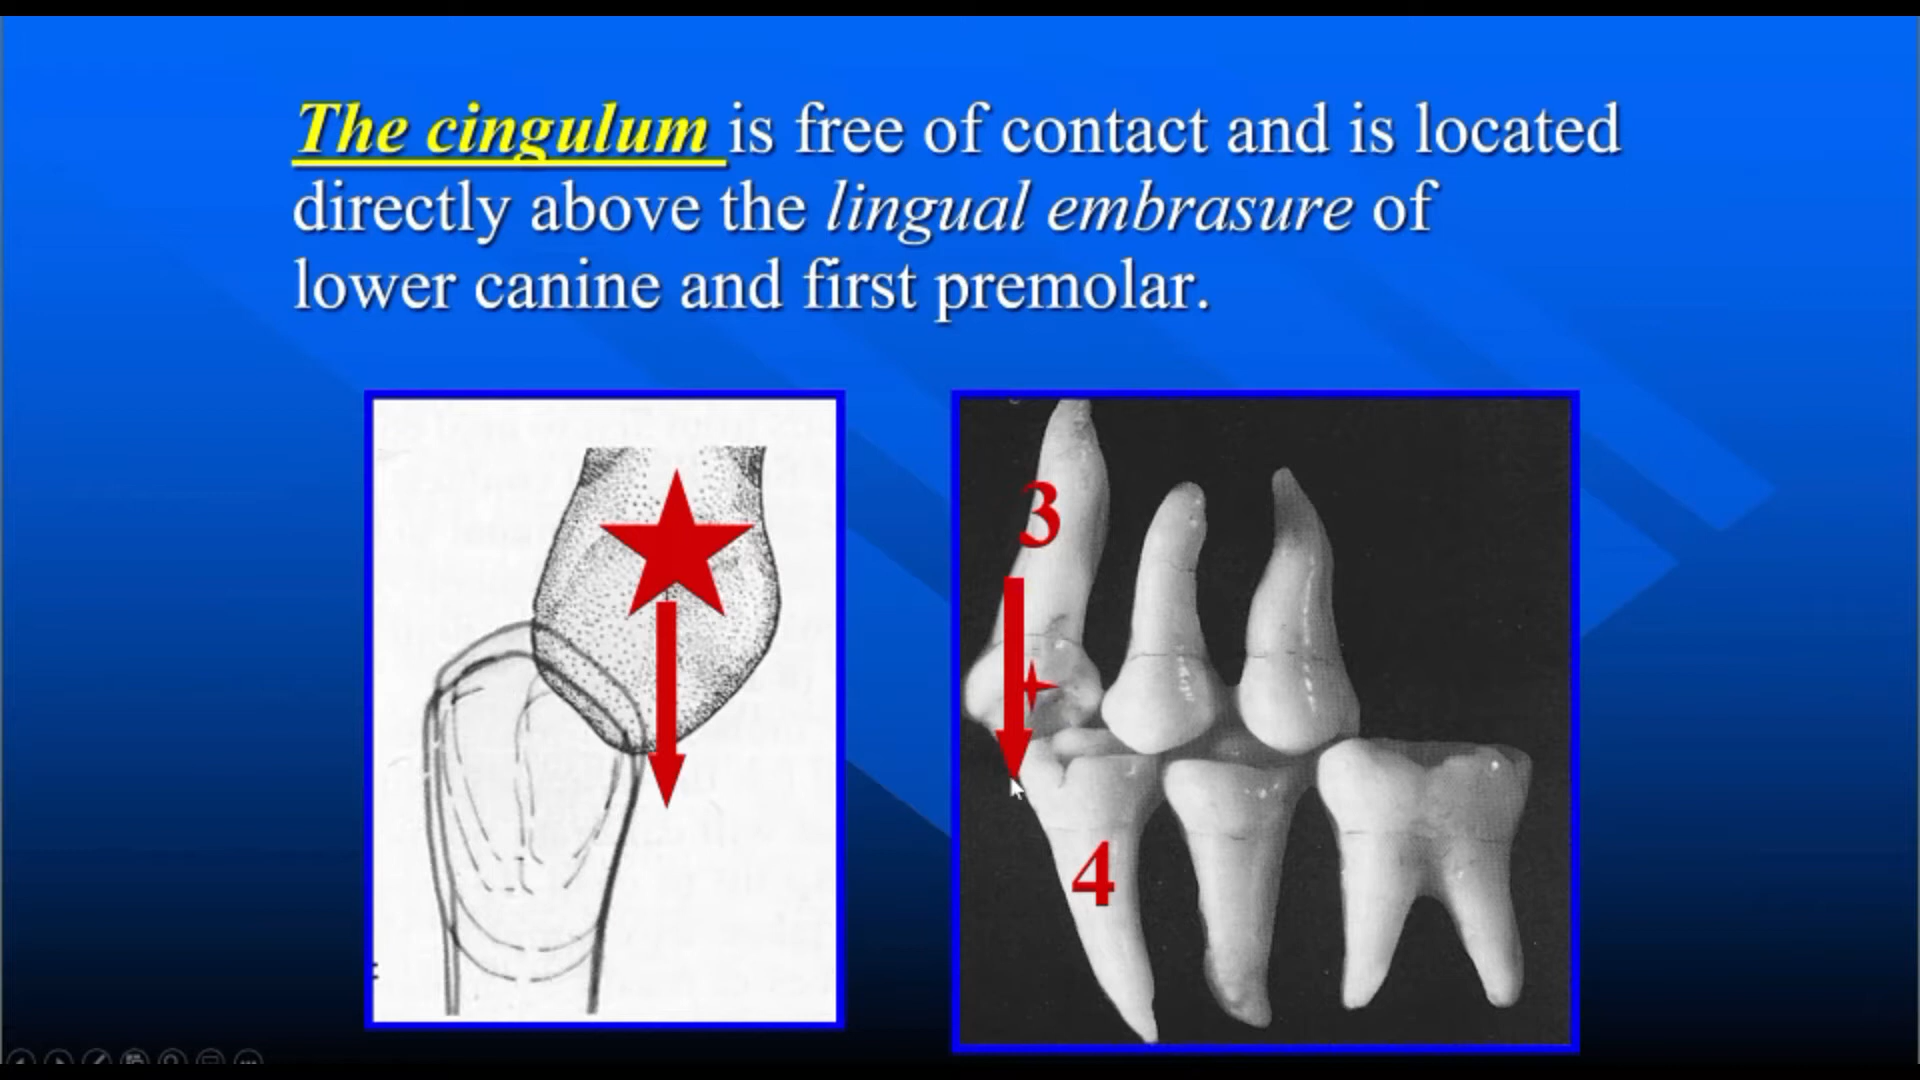 The cingulum is free of contact and is located
directly above the lingual embrasure of
lower canine and first premolar.
3
4